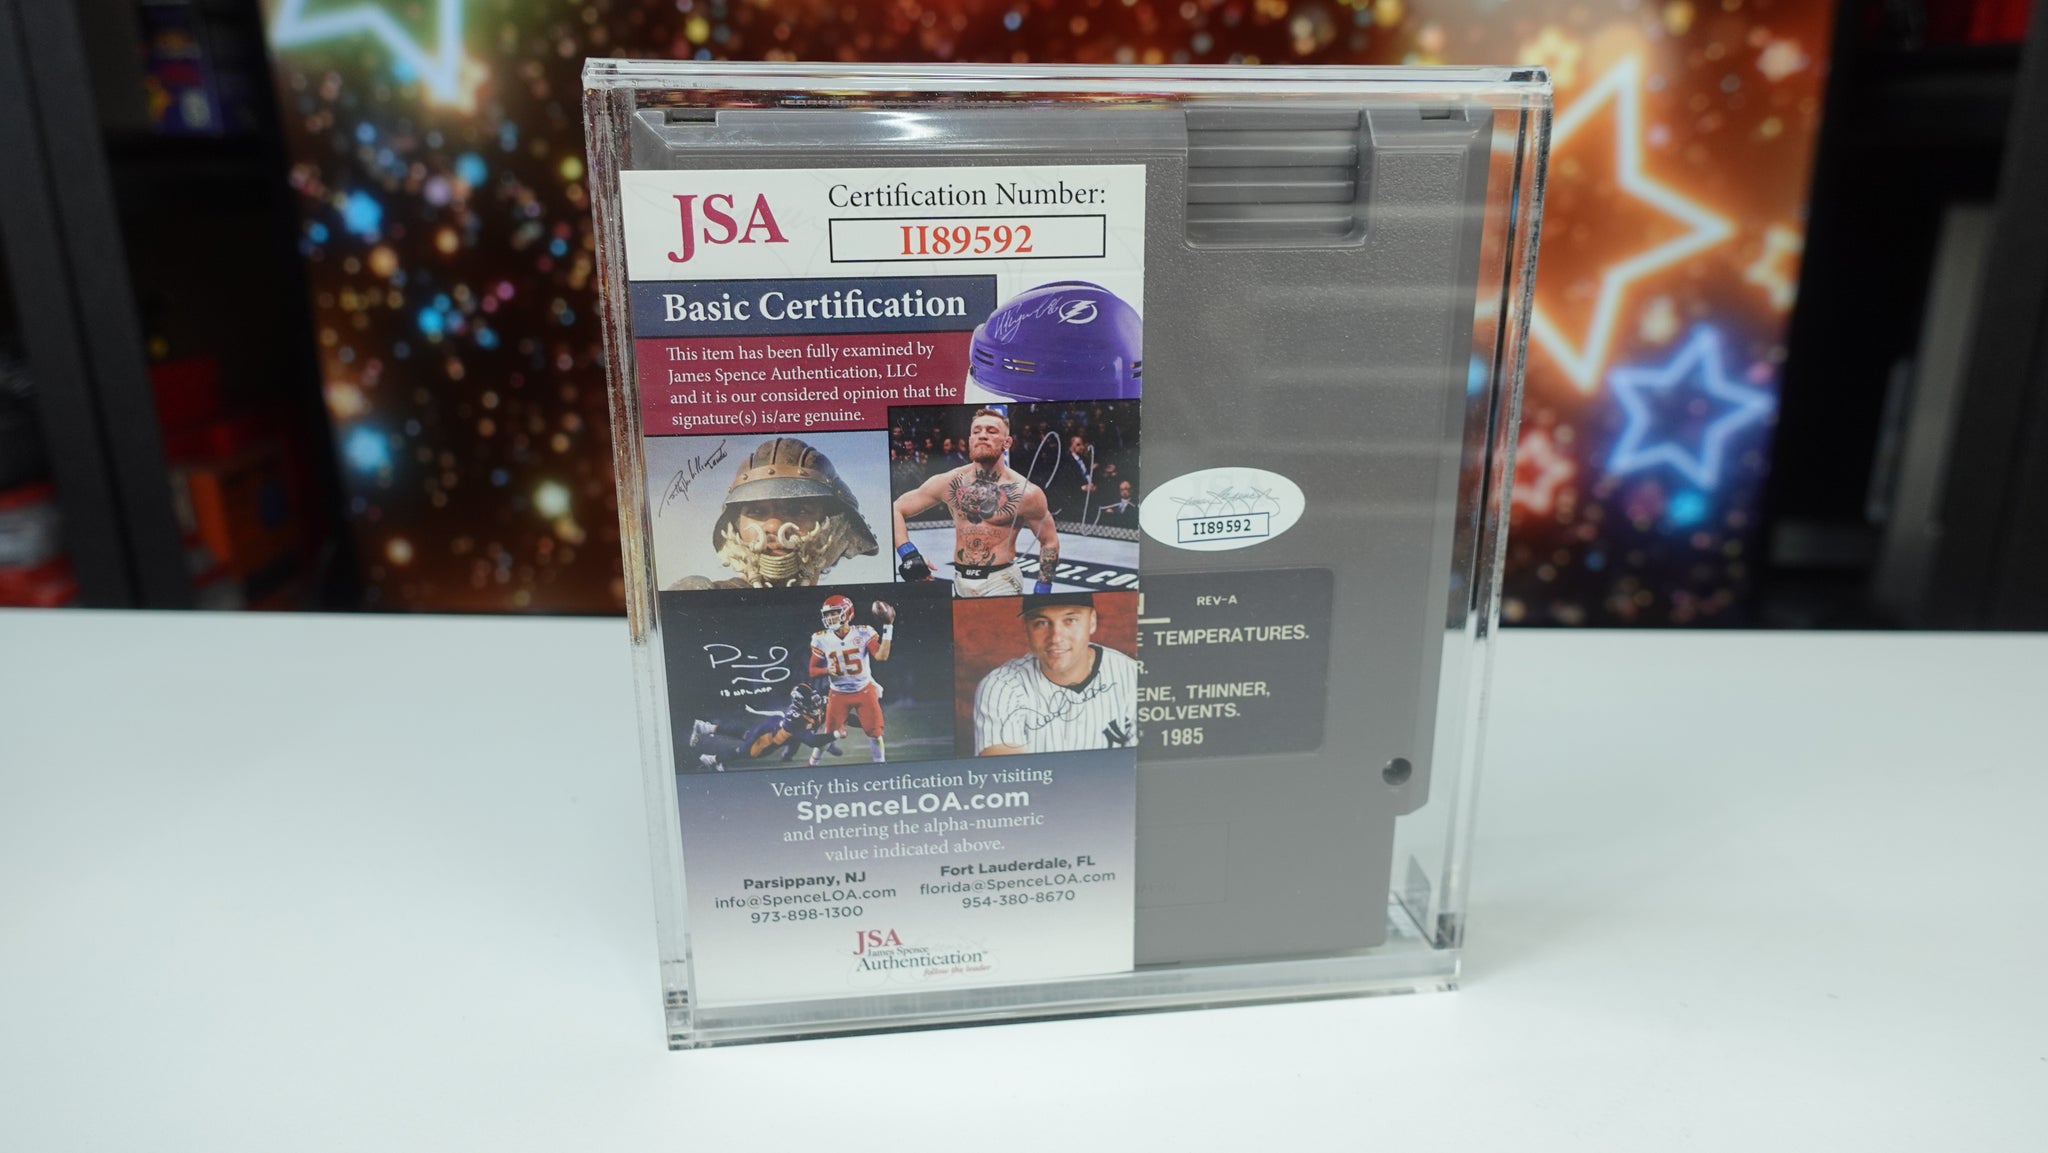 JSA
Certification Number:
II89592
Basic Certification
This item has been fully examined by
James Spence Authentication, LLC
and it is our considered opinion that the
signature(s) is/are genuine.
UFC
15
Verify this certification by visiting
SpenceLOA.com
and entering the alpha-numeric
value indicated above.
Parsippany, NJ
info@SpenceLOA.com
973-898-1300
Fort Lauderdale, FL
florida@SpenceLOA.com
954-380-8670
JSA
James Spence
Authentication
follow the leader
II89592
REV-A
E TEMPERATURES.
R.
ENE, THINNER,
SOLVENTS.
1985